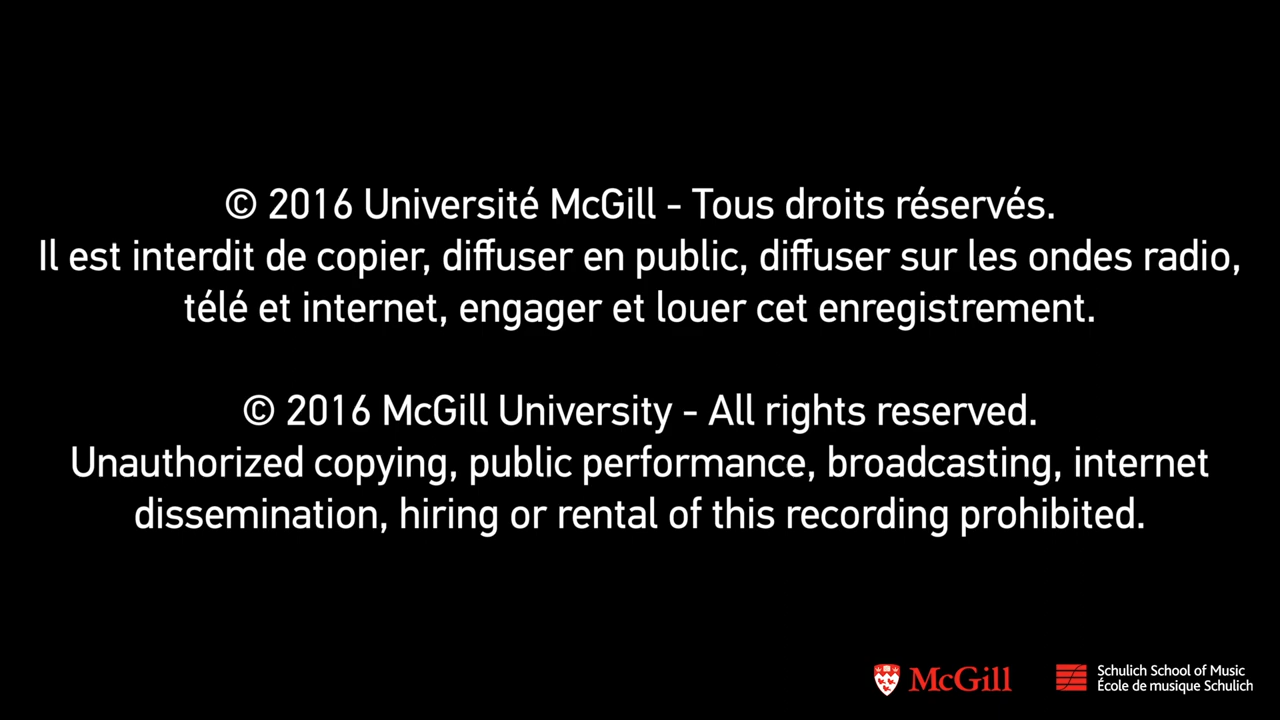 © 2016 Université McGill - Tous droits réservés.
Il est interdit de copier, diffuser en public, diffuser sur les ondes radio,
télé et internet, engager et louer cet enregistrement.
© 2016 McGill University - All rights reserved.
Unauthorized copying, public performance, broadcasting, internet
dissemination, hiring or rental of this recording prohibited.
McGill
Schulich School of Music
École de musique Schulich